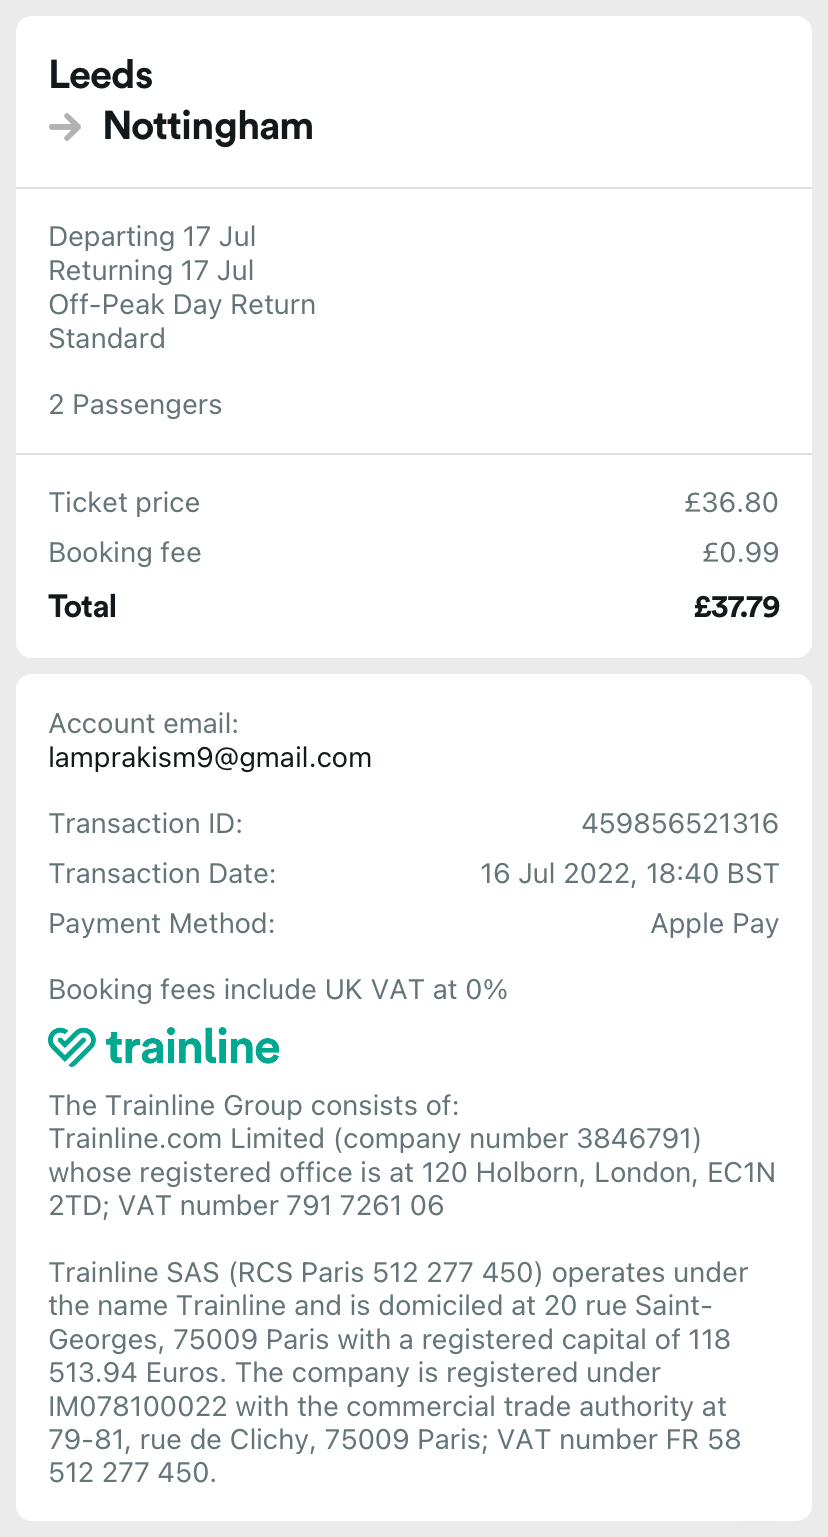 Leeds
→ Nottingham
Departing 17 Jul
Returning 17 Jul
Off-Peak Day Return
Standard
2 Passengers
Ticket price £36.80
Booking fee £0.99
Total £37.79
Account email:
lamprakism9@gmail.com
Transaction ID: 459856521316
Transaction Date: 16 Jul 2022, 18:40 BST
Payment Method: Apple Pay
Booking fees include UK VAT at 0%
trainline
The Trainline Group consists of:
Trainline.com Limited (company number 3846791)
whose registered office is at 120 Holborn, London, EC1N
2TD; VAT number 791 7261 06
Trainline SAS (RCS Paris 512 277 450) operates under
the name Trainline and is domiciled at 20 rue Saint-
Georges, 75009 Paris with a registered capital of 118
513.94 Euros. The company is registered under
IM078100022 with the commercial trade authority at
79-81, rue de Clichy, 75009 Paris; VAT number FR 58
512 277 450.